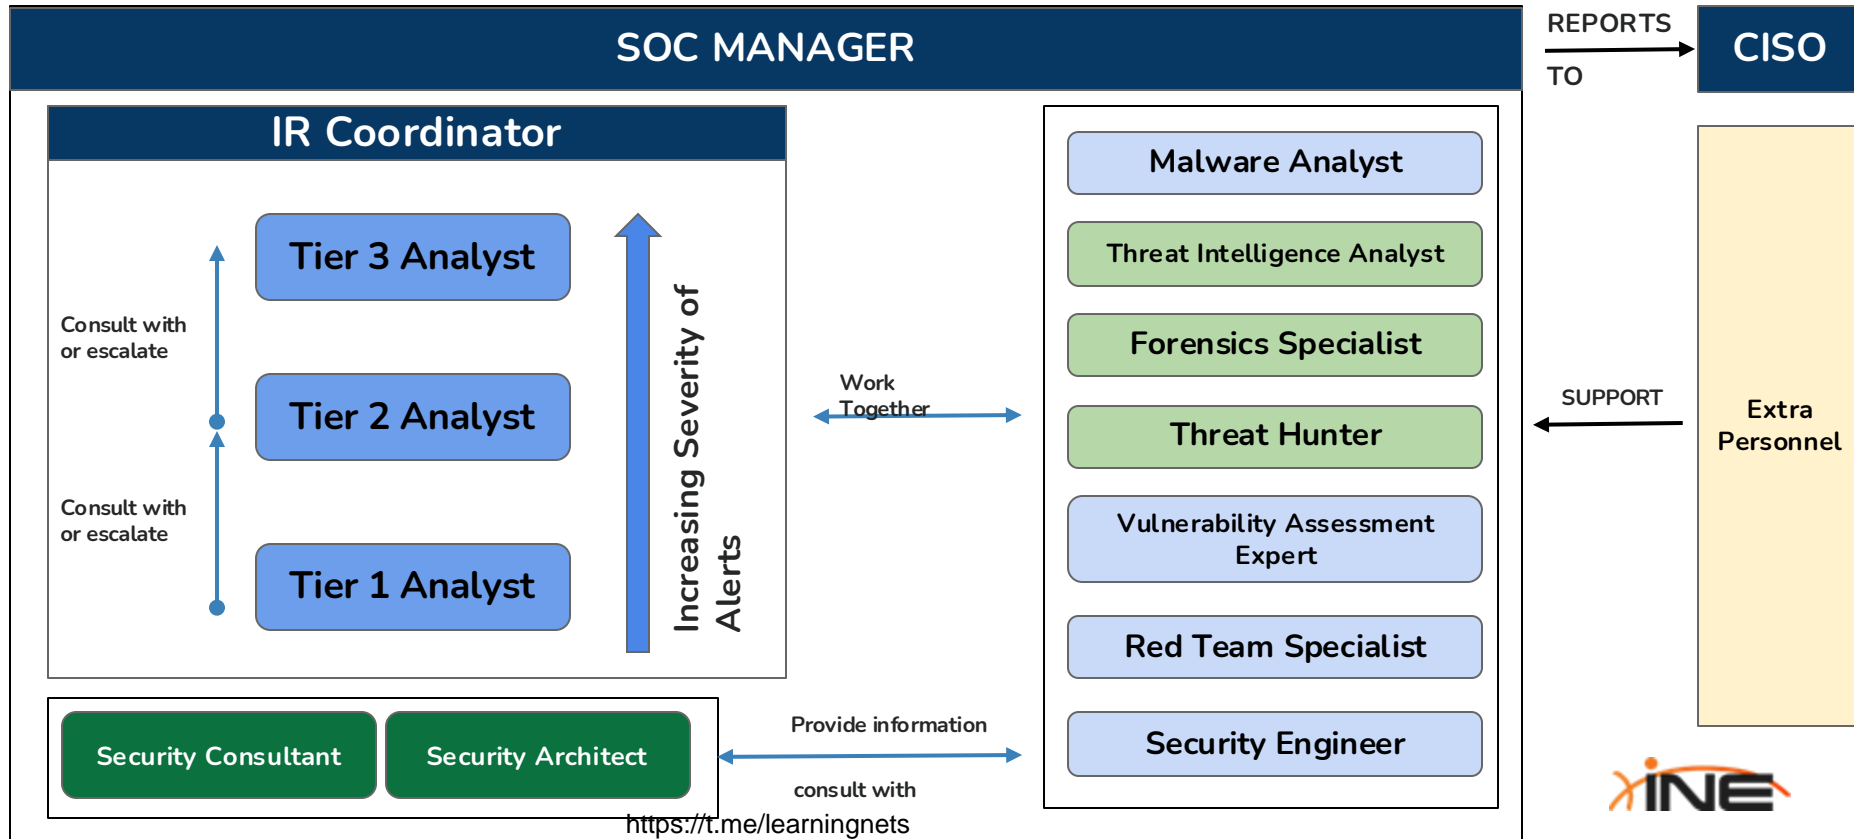 SOC MANAGER
REPORTS
TO
CISO
IR Coordinator
Tier 3 Analyst
Consult with
or escalate
Tier 2 Analyst
Consult with
or escalate
Tier 1 Analyst
Increasing Severity of
Alerts
Work
Together
Malware Analyst
Threat Intelligence Analyst
Forensics Specialist
Threat Hunter
Vulnerability Assessment
Expert
Red Team Specialist
Security Engineer
SUPPORT
Extra
Personnel
Security Consultant
Security Architect
Provide information
consult with
https://t.me/learningnets
iNE